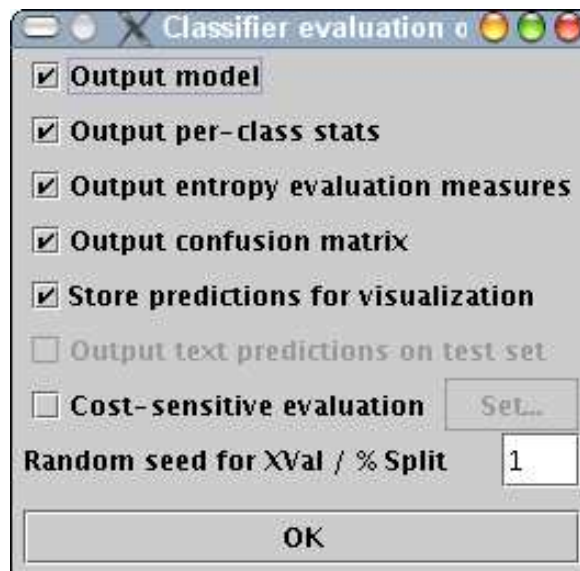 Classifier evaluation o
Output model
Output per-class stats
Output entropy evaluation measures
Output confusion matrix
Store predictions for visualization
Output text predictions on test set
Cost-sensitive evaluation Set...
Random seed for XVal / % Split 1
OK